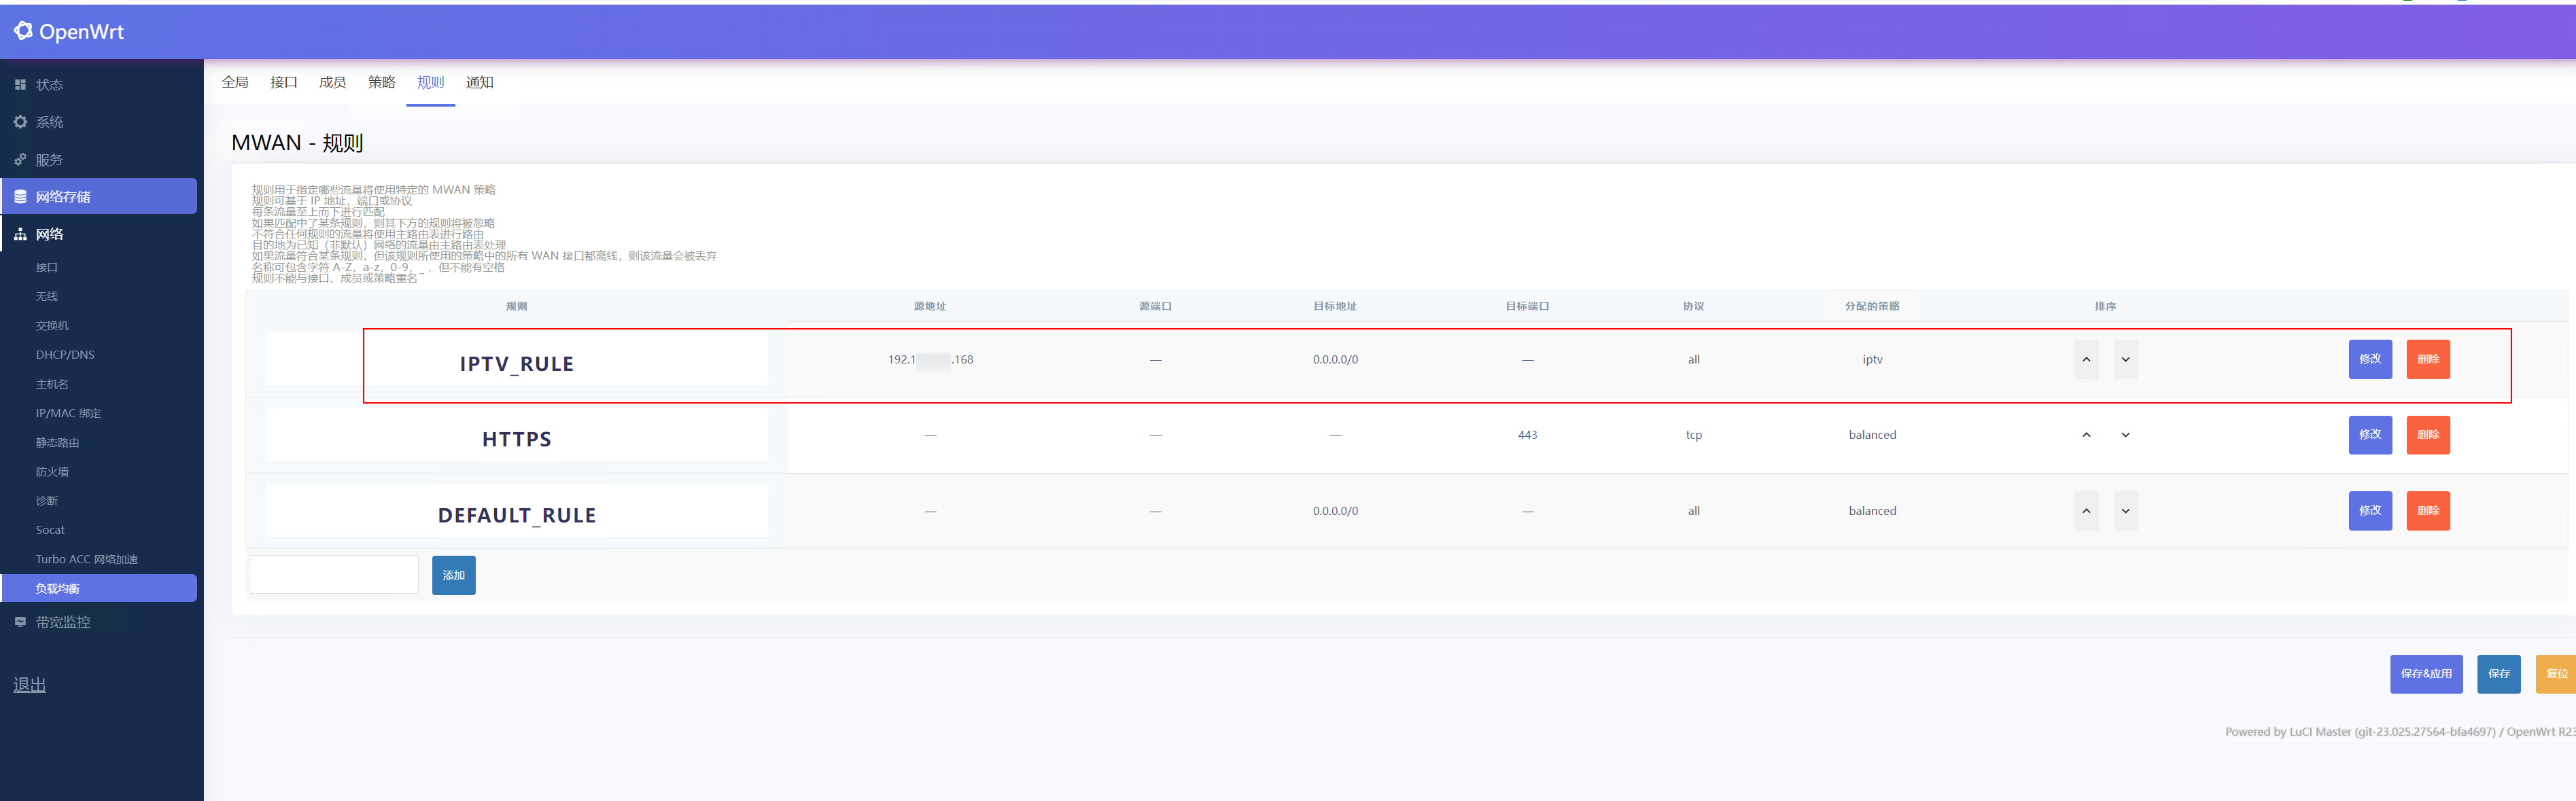 OpenWrt
状态
系统
服务
网络存储
网络
接口
无线
交换机
DHCP/DNS
主机名
IP/MAC 绑定
静态路由
防火墙
诊断
Socat
Turbo ACC 网络加速
负载均衡
带宽监控
退出
全局 接口 成员 策略 规则 通知
MWAN - 规则
规则用于指定哪些流量将使用特定的 MWAN 策略
规则可基于 IP 地址，端口或协议
每条流量至上而下进行匹配
如果匹配中了某条规则，则其下方的规则将被忽略
不符合任何规则的流量将使用主路由表进行路由
目的地为已知（非默认）网络的流量由主路由表处理
如果流量符合某条规则，但该规则所使用的策略中的所有 WAN 接口都离线，则该流量会被丢弃
名称可包含字符 A-Z，a-z，0-9，_ ，但不能有空格
规则不能与接口、成员或策略重名
规则 源地址 源端口 目标地址 目标端口 协议 分配的策略 排序
IPTV_RULE 192.1 .168 — 0.0.0.0/0 — all iptv 修改 删除
HTTPS — — — 443 tcp balanced 修改 删除
DEFAULT_RULE — — 0.0.0.0/0 — all balanced 修改 删除
添加
保存&应用 保存 复位
Powered by LuCI Master (git-23.025.27564-bfa4697) / OpenWrt R23